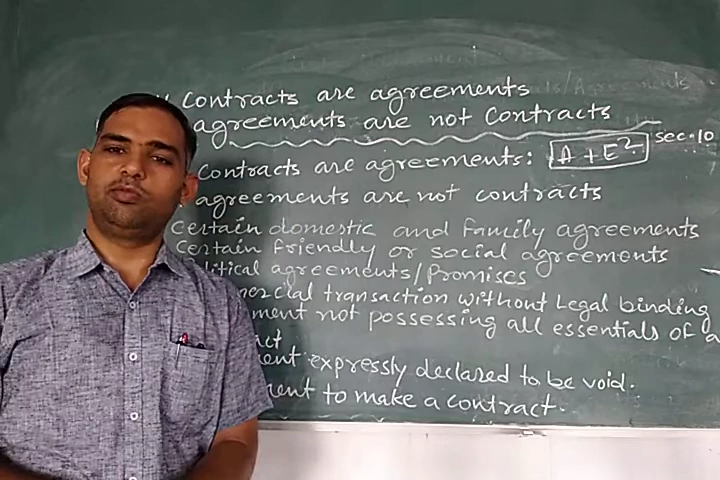 Contracts are agreements
agreements are not Contracts
Contracts are agreements: A + E² sec.10
agreements are not contracts
Certain domestic and family agreements
Certain friendly or social agreements
litical agreements/Promises
mercial transaction without Legal binding
ment not possessing all essentials of a
act
ment expressly declared to be void.
ment to make a contract.